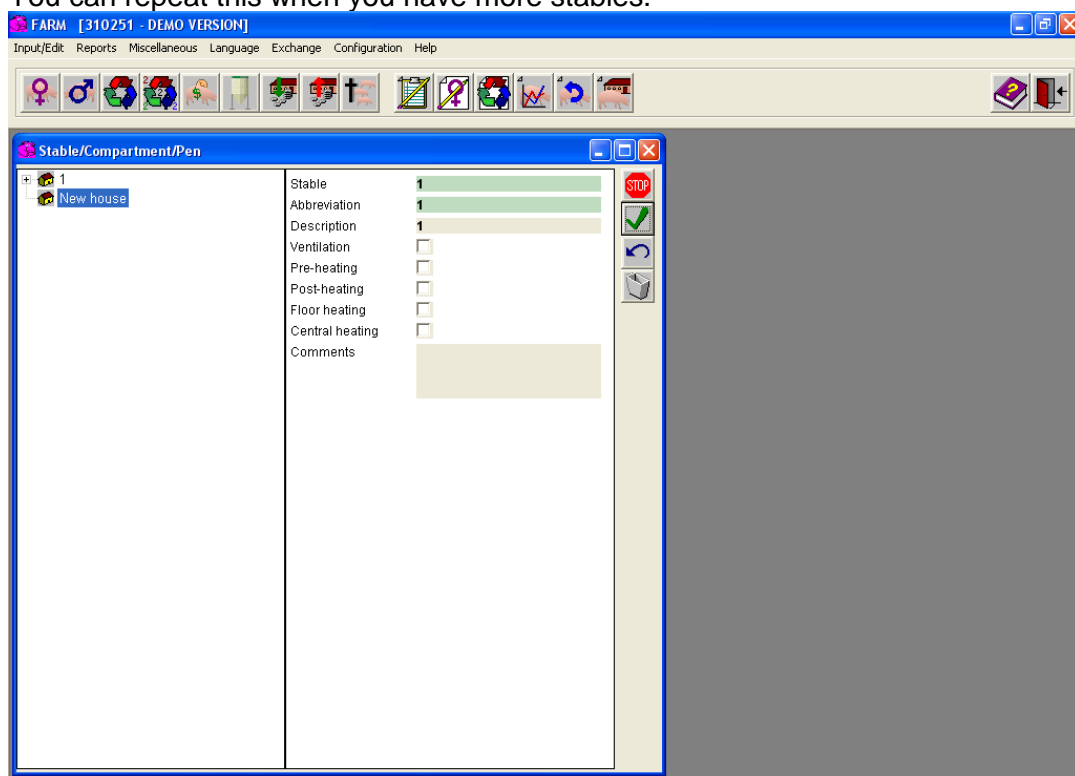 You can repeat this when you have more stables.
FARM [310251 - DEMO VERSION]
Input/Edit Reports Miscellaneous Language Exchange Configuration Help
Stable/Compartment/Pen
1
New house
Stable 1
Abbreviation 1
Description 1
Ventilation
Pre-heating
Post-heating
Floor heating
Central heating
Comments
STOP